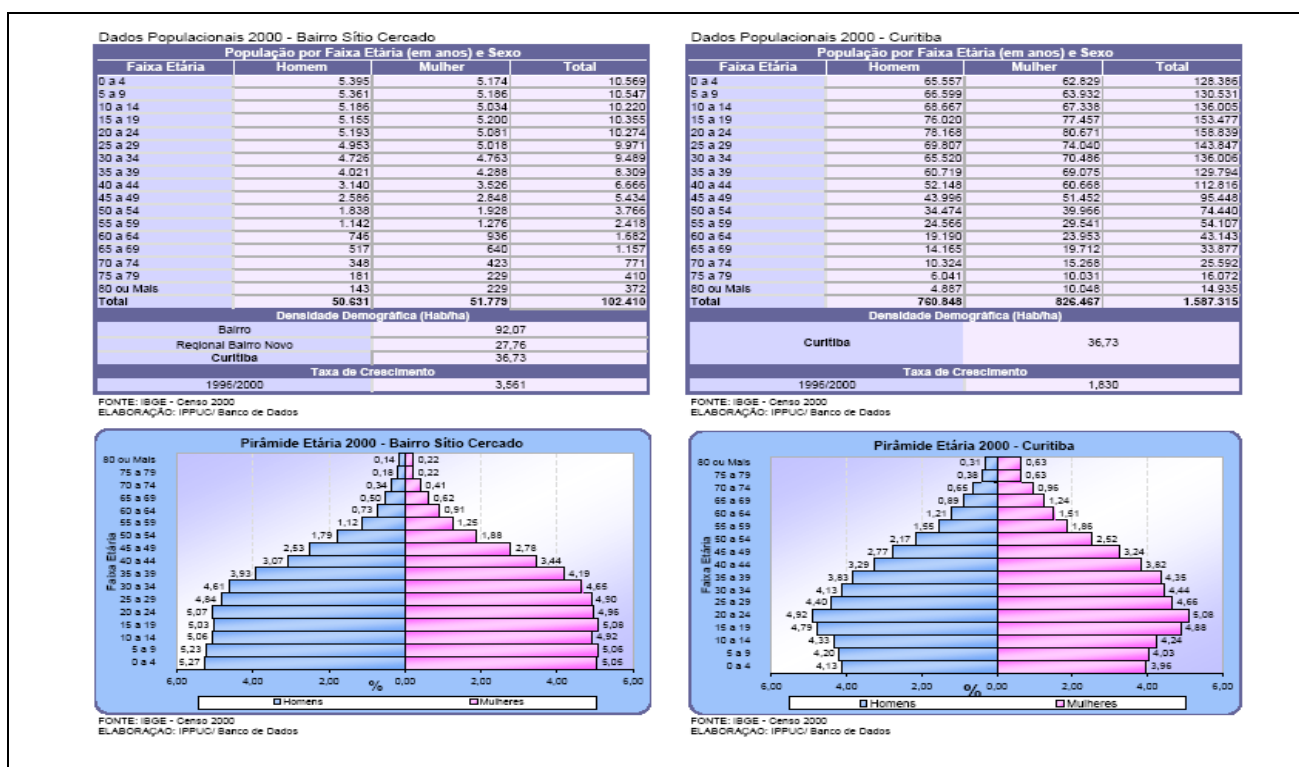 Dados Populacionais 2000 - Bairro Sítio Cercado
População por Faixa Etária (em anos) e Sexo
Faixa Etária Homem Mulher Total
0 a 4 5.395 5.174 10.569
5 a 9 5.361 5.186 10.547
10 a 14 5.186 5.034 10.220
15 a 19 5.155 5.200 10.355
20 a 24 5.193 5.081 10.274
25 a 29 4.953 5.018 9.971
30 a 34 4.726 4.763 9.489
35 a 39 4.021 4.288 8.309
40 a 44 3.140 3.526 6.666
45 a 49 2.586 2.848 5.434
50 a 54 1.838 1.928 3.766
55 a 59 1.142 1.276 2.418
60 a 64 746 936 1.682
65 a 69 517 640 1.157
70 a 74 348 423 771
75 a 79 181 229 410
80 ou Mais 143 229 372
Total 50.631 51.779 102.410
Densidade Demográfica (Hab/ha)
Bairro 92,07
Regional Bairro Novo 27,76
Curitiba 36,73
Taxa de Crescimento
1996/2000 3,561
FONTE: IBGE - Censo 2000
ELABORAÇÃO: IPPUC/ Banco de Dados
Dados Populacionais 2000 - Curitiba
População por Faixa Etária (em anos) e Sexo
Faixa Etária Homem Mulher Total
0 a 4 65.557 62.829 128.386
5 a 9 66.599 63.932 130.531
10 a 14 68.667 67.338 136.005
15 a 19 76.020 77.457 153.477
20 a 24 78.168 80.671 158.839
25 a 29 69.807 74.040 143.847
30 a 34 65.520 70.486 136.006
35 a 39 60.719 69.075 129.794
40 a 44 52.148 60.668 112.816
45 a 49 43.996 51.452 95.448
50 a 54 34.474 39.966 74.440
55 a 59 24.566 29.541 54.107
60 a 64 19.190 23.953 43.143
65 a 69 14.165 19.712 33.877
70 a 74 10.324 15.268 25.592
75 a 79 6.041 10.031 16.072
80 ou Mais 4.887 10.048 14.935
Total 760.848 826.467 1.587.315
Densidade Demográfica (Hab/ha)
Curitiba 36,73
Taxa de Crescimento
1996/2000 1,830
FONTE: IBGE - Censo 2000
ELABORAÇÃO: IPPUC/ Banco de Dados
Pirâmide Etária 2000 - Bairro Sítio Cercado
Faixa Etária
80 ou Mais 0,14 0,22
75 a 79 0,18 0,22
70 a 74 0,34 0,41
65 a 69 0,50 0,62
60 a 64 0,73 0,91
55 a 59 1,12 1,25
50 a 54 1,79 1,88
45 a 49 2,53 2,78
40 a 44 3,07 3,44
35 a 39 3,93 4,19
30 a 34 4,61 4,65
25 a 29 4,84 4,90
20 a 24 5,07 4,96
15 a 19 5,03 5,08
10 a 14 5,06 4,92
5 a 9 5,23 5,06
0 a 4 5,27 5,05
6,00 4,00 2,00 0,00 2,00 4,00 6,00
%
Homens Mulheres
FONTE: IBGE - Censo 2000
ELABORAÇÃO: IPPUC/ Banco de Dados
Pirâmide Etária 2000 - Curitiba
Faixa Etária
80 ou Mais 0,31 0,63
75 a 79 0,38 0,63
70 a 74 0,65 0,96
65 a 69 0,89 1,24
60 a 64 1,21 1,51
55 a 59 1,55 1,86
50 a 54 2,17 2,52
45 a 49 2,77 3,24
40 a 44 3,29 3,82
35 a 39 3,83 4,35
30 a 34 4,13 4,44
25 a 29 4,40 4,66
20 a 24 4,92 5,08
15 a 19 4,79 4,88
10 a 14 4,33 4,24
5 a 9 4,20 4,03
0 a 4 4,13 3,96
6,00 4,00 2,00 0,00 2,00 4,00 6,00
%
Homens Mulheres
FONTE: IBGE - Censo 2000
ELABORAÇÃO: IPPUC/ Banco de Dados